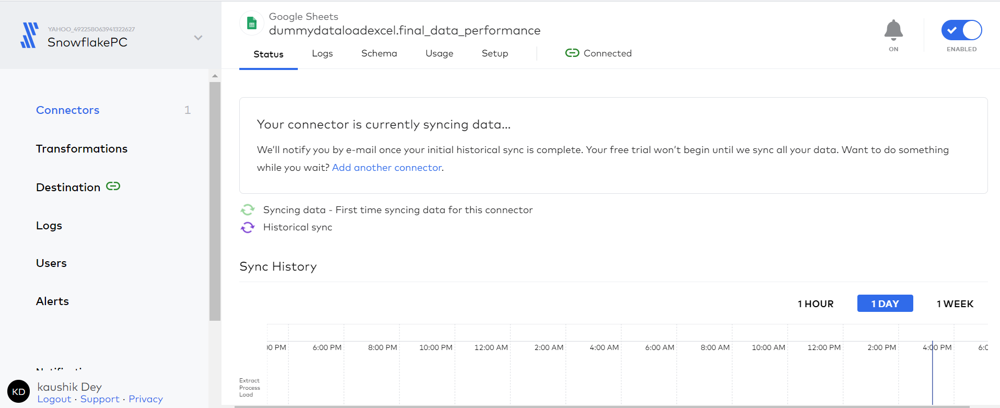 YAHOO_492258063941322627
SnowflakePC
Connectors 1
Transformations
Destination
Logs
Users
Alerts
KD
kaushik Dey
Logout · Support · Privacy
Google Sheets
dummydataloadexcel.final_data_performance
Status Logs Schema Usage Setup Connected
ON
ENABLED
Your connector is currently syncing data...
We'll notify you by e-mail once your initial historical sync is complete. Your free trial won't begin until we sync all your data. Want to do something
while you wait? Add another connector.
Syncing data - First time syncing data for this connector
Historical sync
Sync History
1 HOUR 1 DAY 1 WEEK
PM 6:00 PM 8:00 PM 10:00 PM 12:00 AM 2:00 AM 4:00 AM 6:00 AM 8:00 AM 10:00 AM 12:00 PM 2:00 PM 4:00 PM
Extract
Process
Load